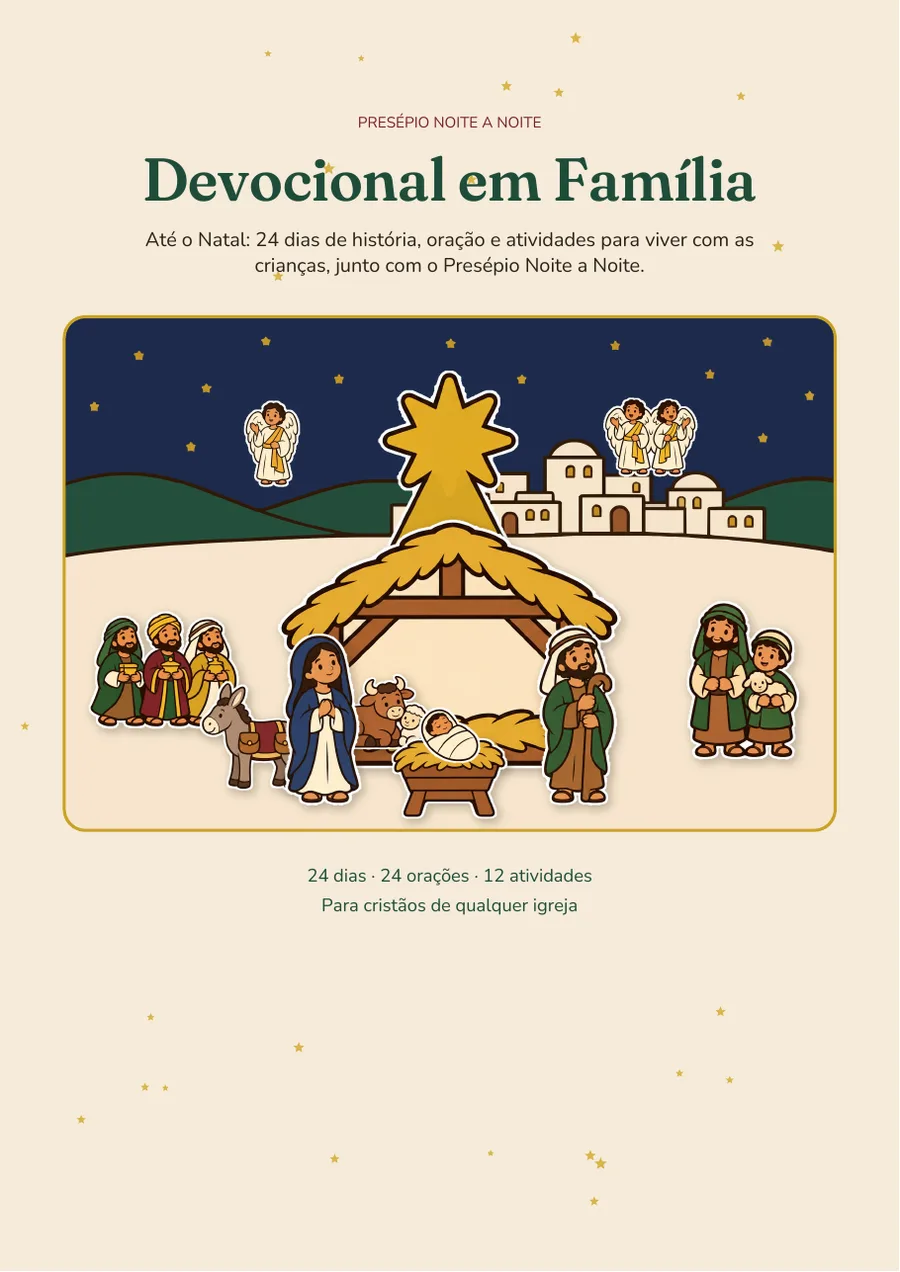 PRESÉPIO NOITE A NOITE
Devocional em Família
Até o Natal: 24 dias de história, oração e atividades para viver com as
crianças, junto com o Presépio Noite a Noite.
24 dias · 24 orações · 12 atividades
Para cristãos de qualquer igreja